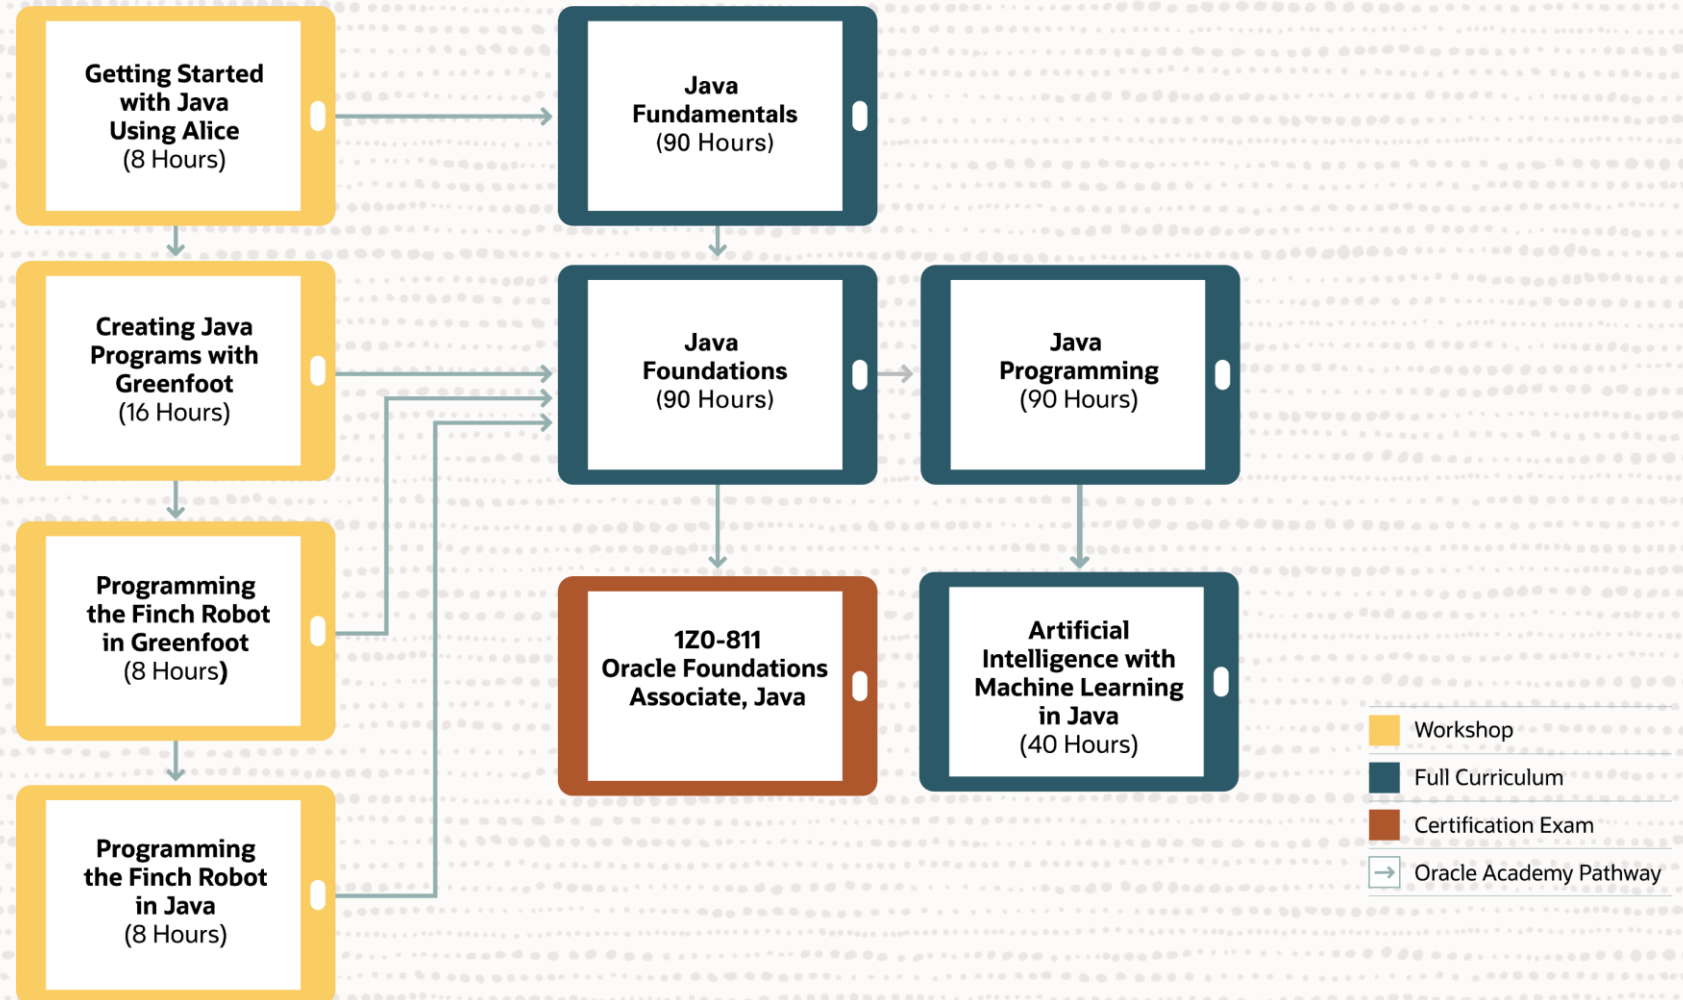 Getting Started
with Java
Using Alice
(8 Hours)
Java
Fundamentals
(90 Hours)
Creating Java
Programs with
Greenfoot
(16 Hours)
Java
Foundations
(90 Hours)
Java
Programming
(90 Hours)
Programming
the Finch Robot
in Greenfoot
(8 Hours)
1Z0-811
Oracle Foundations
Associate, Java
Artificial
Intelligence with
Machine Learning
in Java
(40 Hours)
Programming
the Finch Robot
in Java
(8 Hours)
Workshop
Full Curriculum
Certification Exam
Oracle Academy Pathway